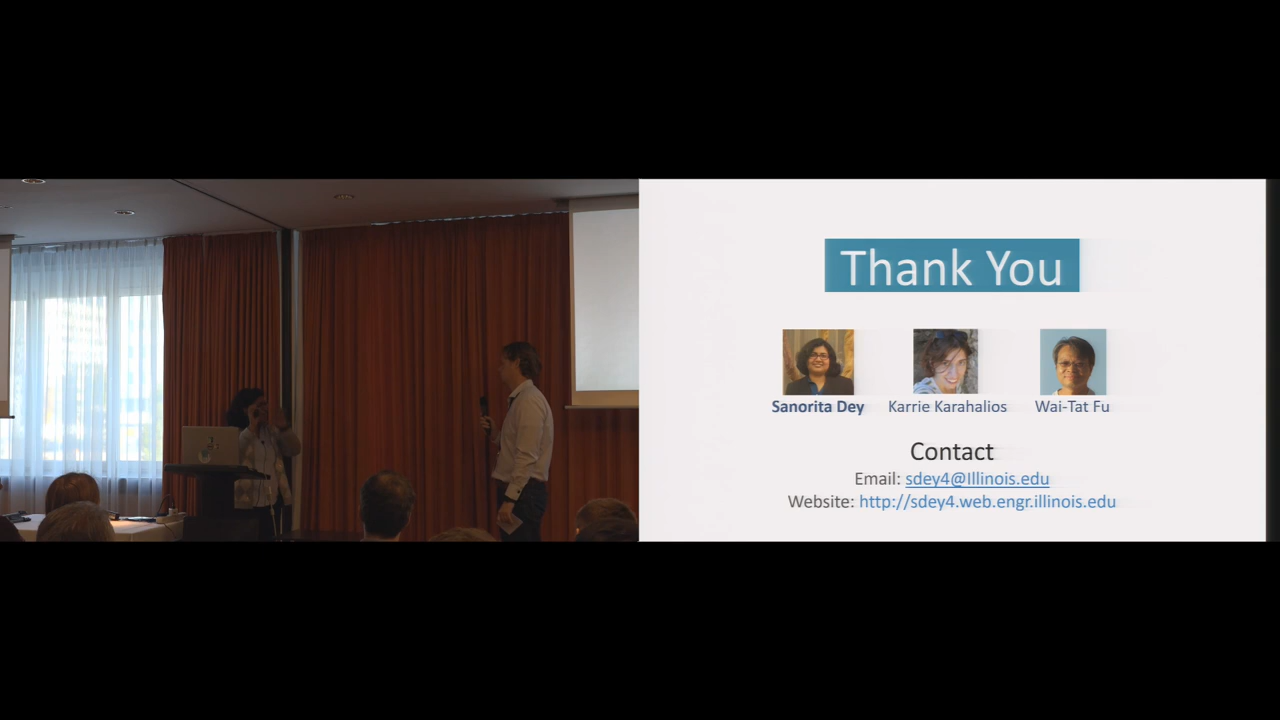 Thank You
Sanorita Dey
Karrie Karahalios
Wai-Tat Fu
Contact
Email: sdey4@Illinois.edu
Website: http://sdey4.web.engr.illinois.edu